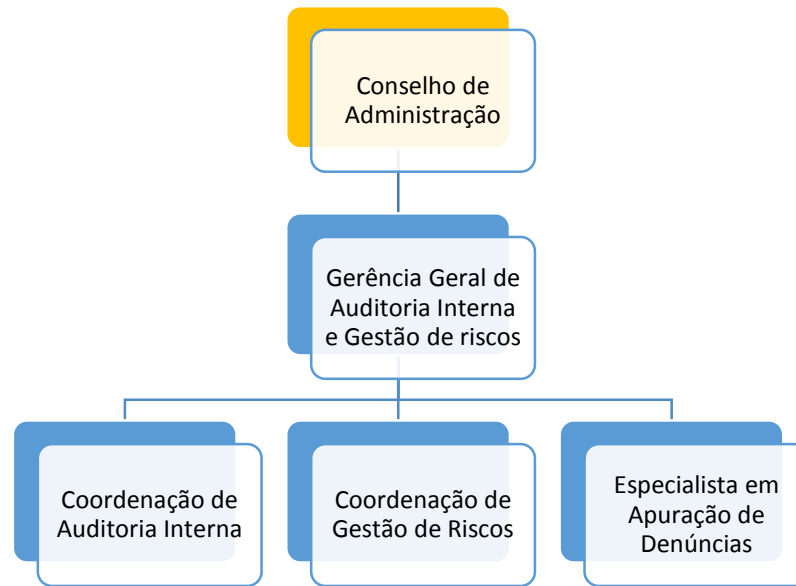 Conselho de
Administração
Gerência Geral de
Auditoria Interna
e Gestão de riscos
Coordenação de
Auditoria Interna
Coordenação de
Gestão de Riscos
Especialista em
Apuração de
Denúncias